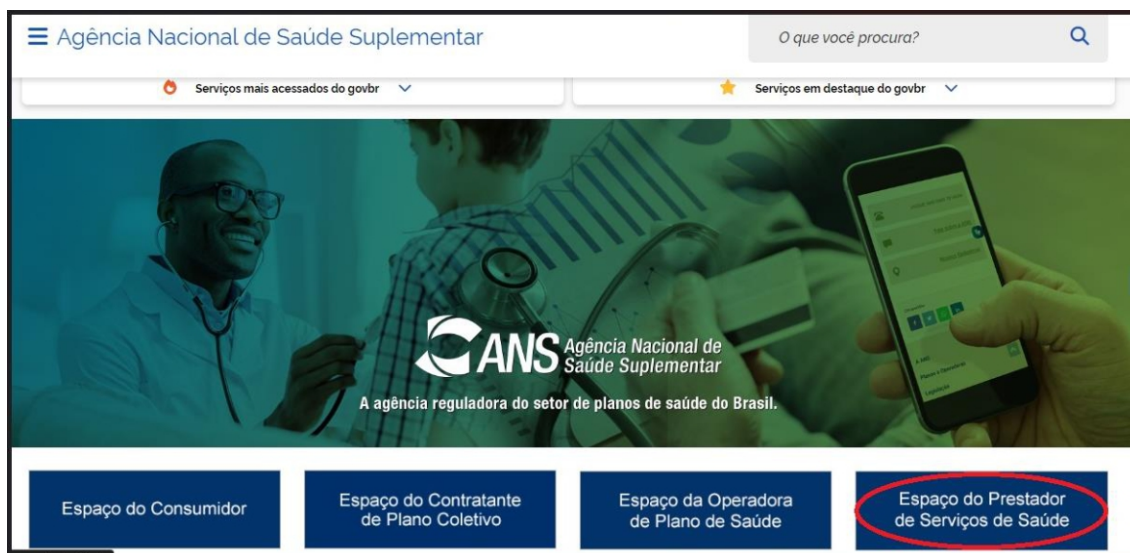 Agência Nacional de Saúde Suplementar
O que você procura?
Serviços mais acessados do govbr
Serviços em destaque do govbr
ANS Agência Nacional de
Saúde Suplementar
A agência reguladora do setor de planos de saúde do Brasil.
Espaço do Consumidor
Espaço do Contratante
de Plano Coletivo
Espaço da Operadora
de Plano de Saúde
Espaço do Prestador
de Serviços de Saúde